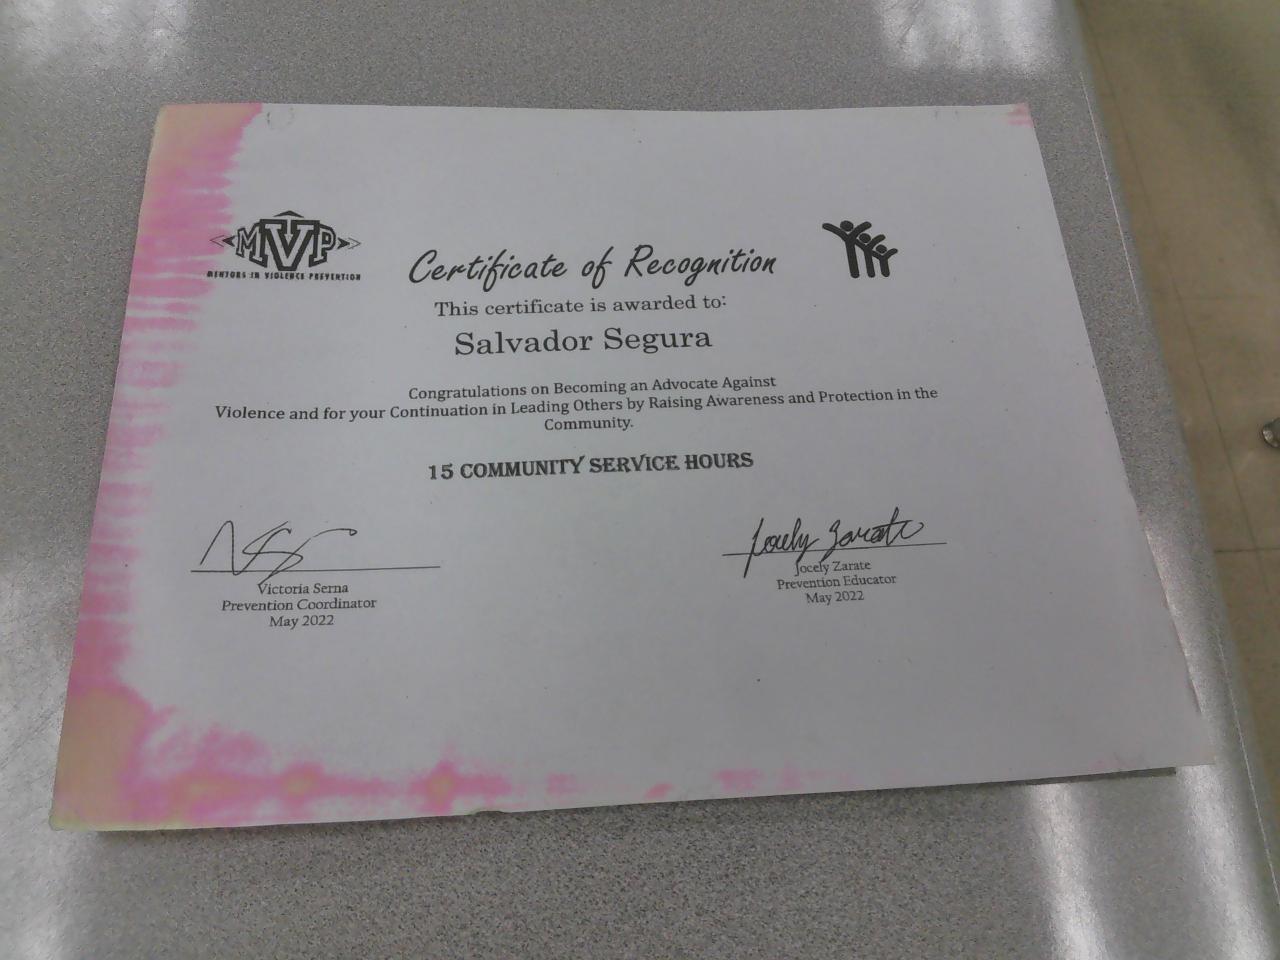 MVP
MENTORS IN VIOLENCE PREVENTION
Certificate of Recognition
This certificate is awarded to:
Salvador Segura
Congratulations on Becoming an Advocate Against
Violence and for your Continuation in Leading Others by Raising Awareness and Protection in the
Community.
15 COMMUNITY SERVICE HOURS
Victoria Serna
Prevention Coordinator
May 2022
Jocely Zarate
Jocely Zarate
Prevention Educator
May 2022